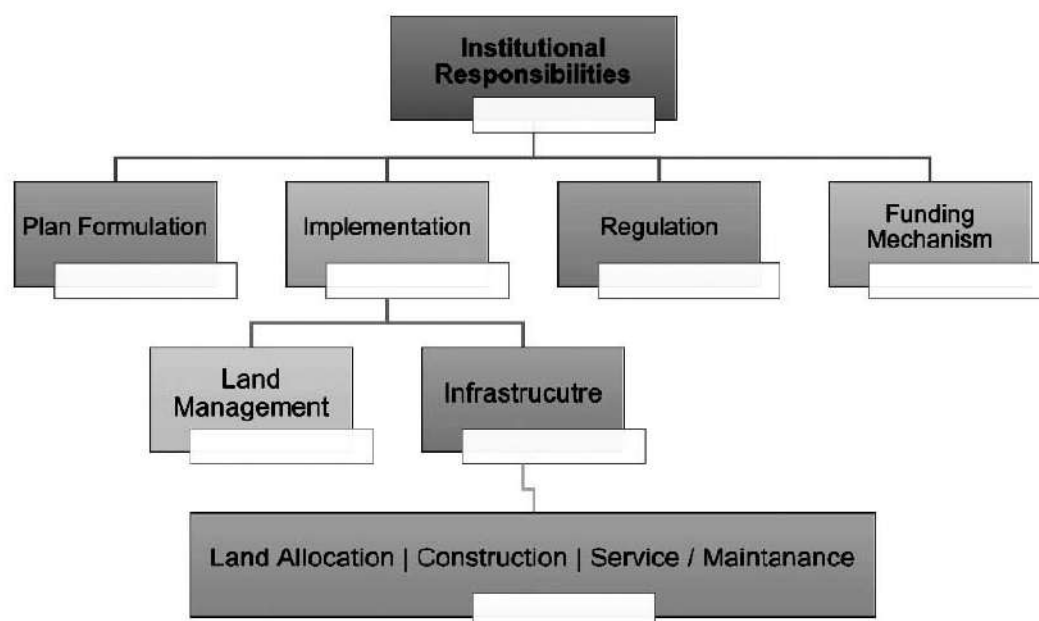 Institutional
Responsibilities
Plan Formulation
Implementation
Regulation
Funding
Mechanism
Land
Management
Infrastrucutre
Land Allocation | Construction | Service / Maintanance